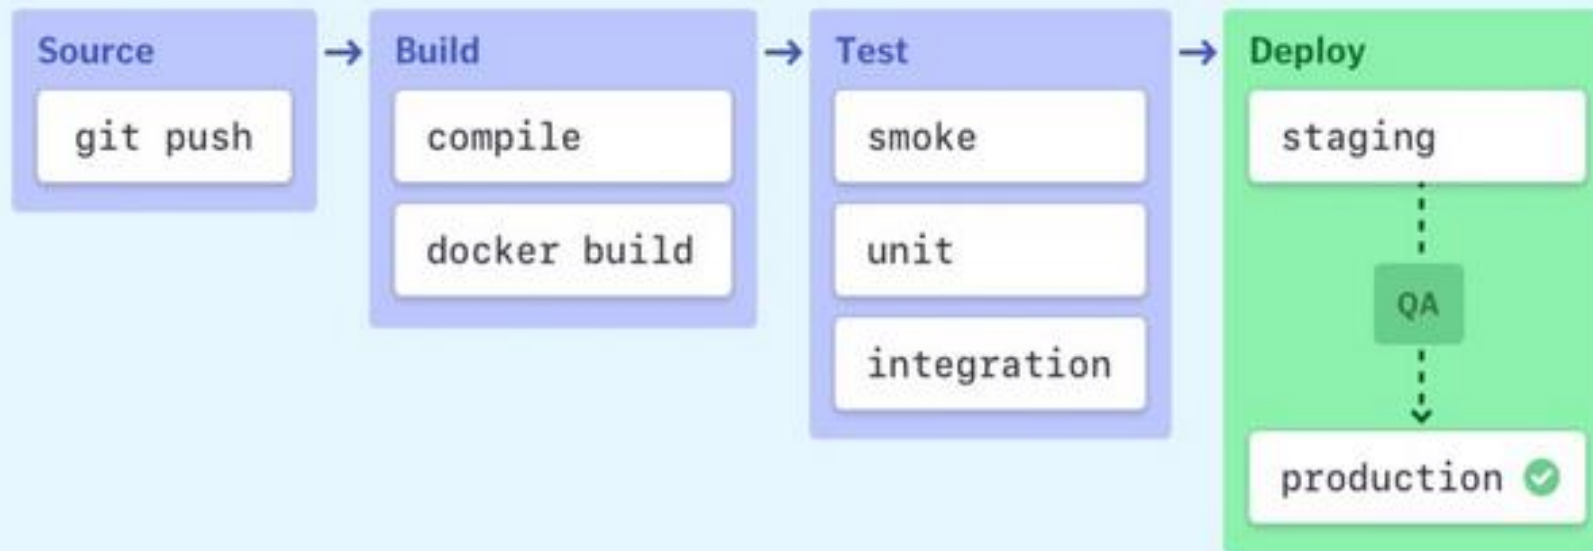 Source
git push
Build
compile
docker build
Test
smoke
unit
integration
Deploy
staging
QA
production